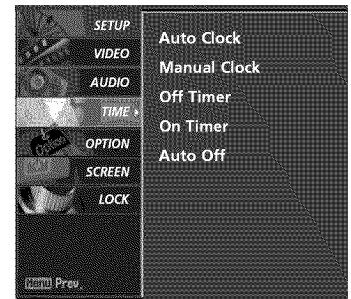 SETUP
VIDEO
AUDIO
TIME
OPTION
SCREEN
LOCK
Auto Clock
Manual Clock
Off Timer
On Timer
Auto Off
Option
Menu Prev.